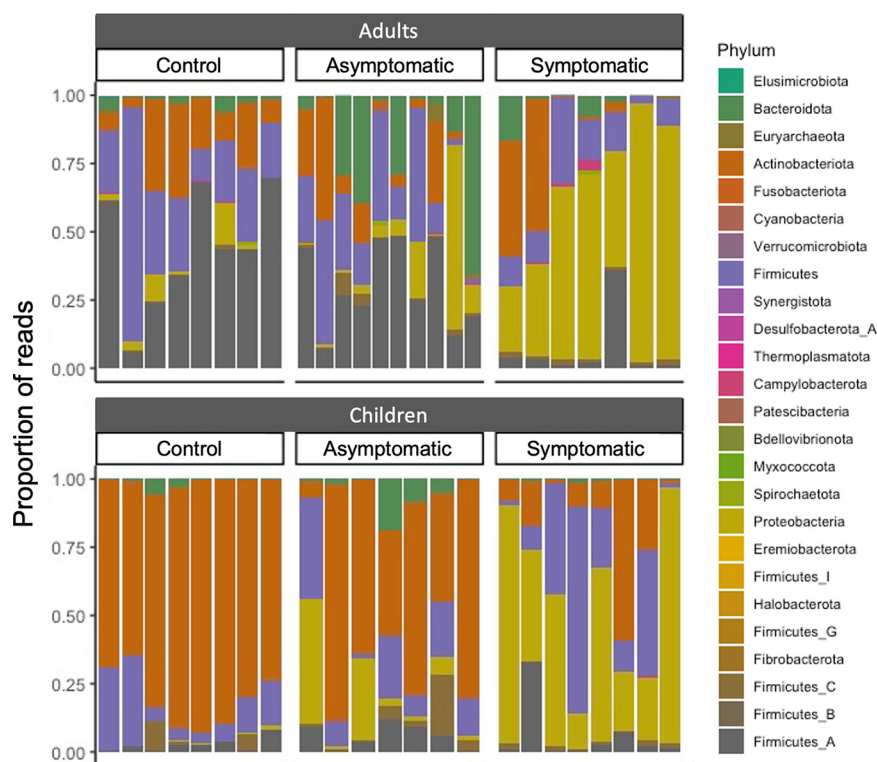 Adults
Control Asymptomatic Symptomatic
1.00
0.75
0.50
0.25
0.00
Children
Control Asymptomatic Symptomatic
1.00
0.75
0.50
0.25
0.00
Proportion of reads
Phylum
Elusimicrobiota
Bacteroidota
Euryarchaeota
Actinobacteriota
Fusobacteriota
Cyanobacteria
Verrucomicrobiota
Firmicutes
Synergistota
Desulfobacterota_A
Thermoplasmatota
Campylobacterota
Patescibacteria
Bdellovibrionota
Myxococcota
Spirochaetota
Proteobacteria
Eremiobacterota
Firmicutes_I
Halobacterota
Firmicutes_G
Fibrobacterota
Firmicutes_C
Firmicutes_B
Firmicutes_A